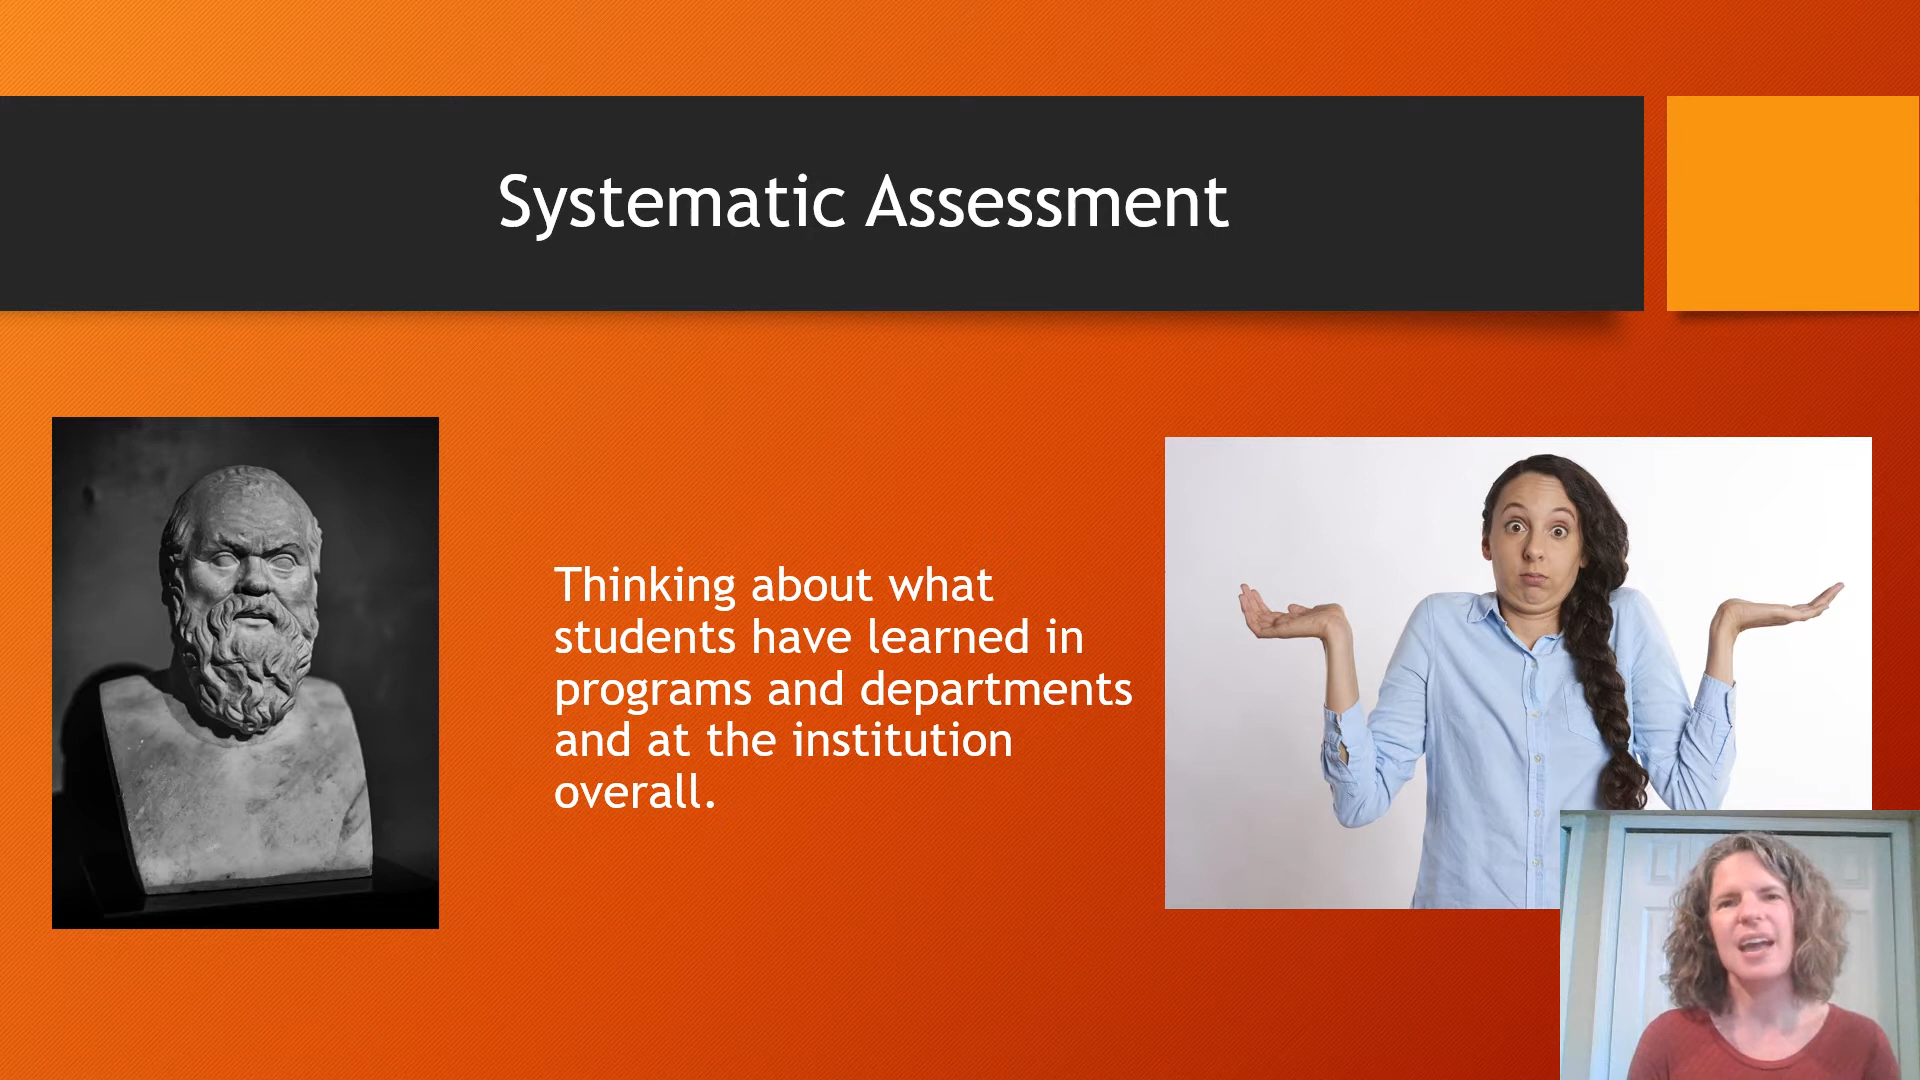 Systematic Assessment
Thinking about what
students have learned in
programs and departments
and at the institution
overall.